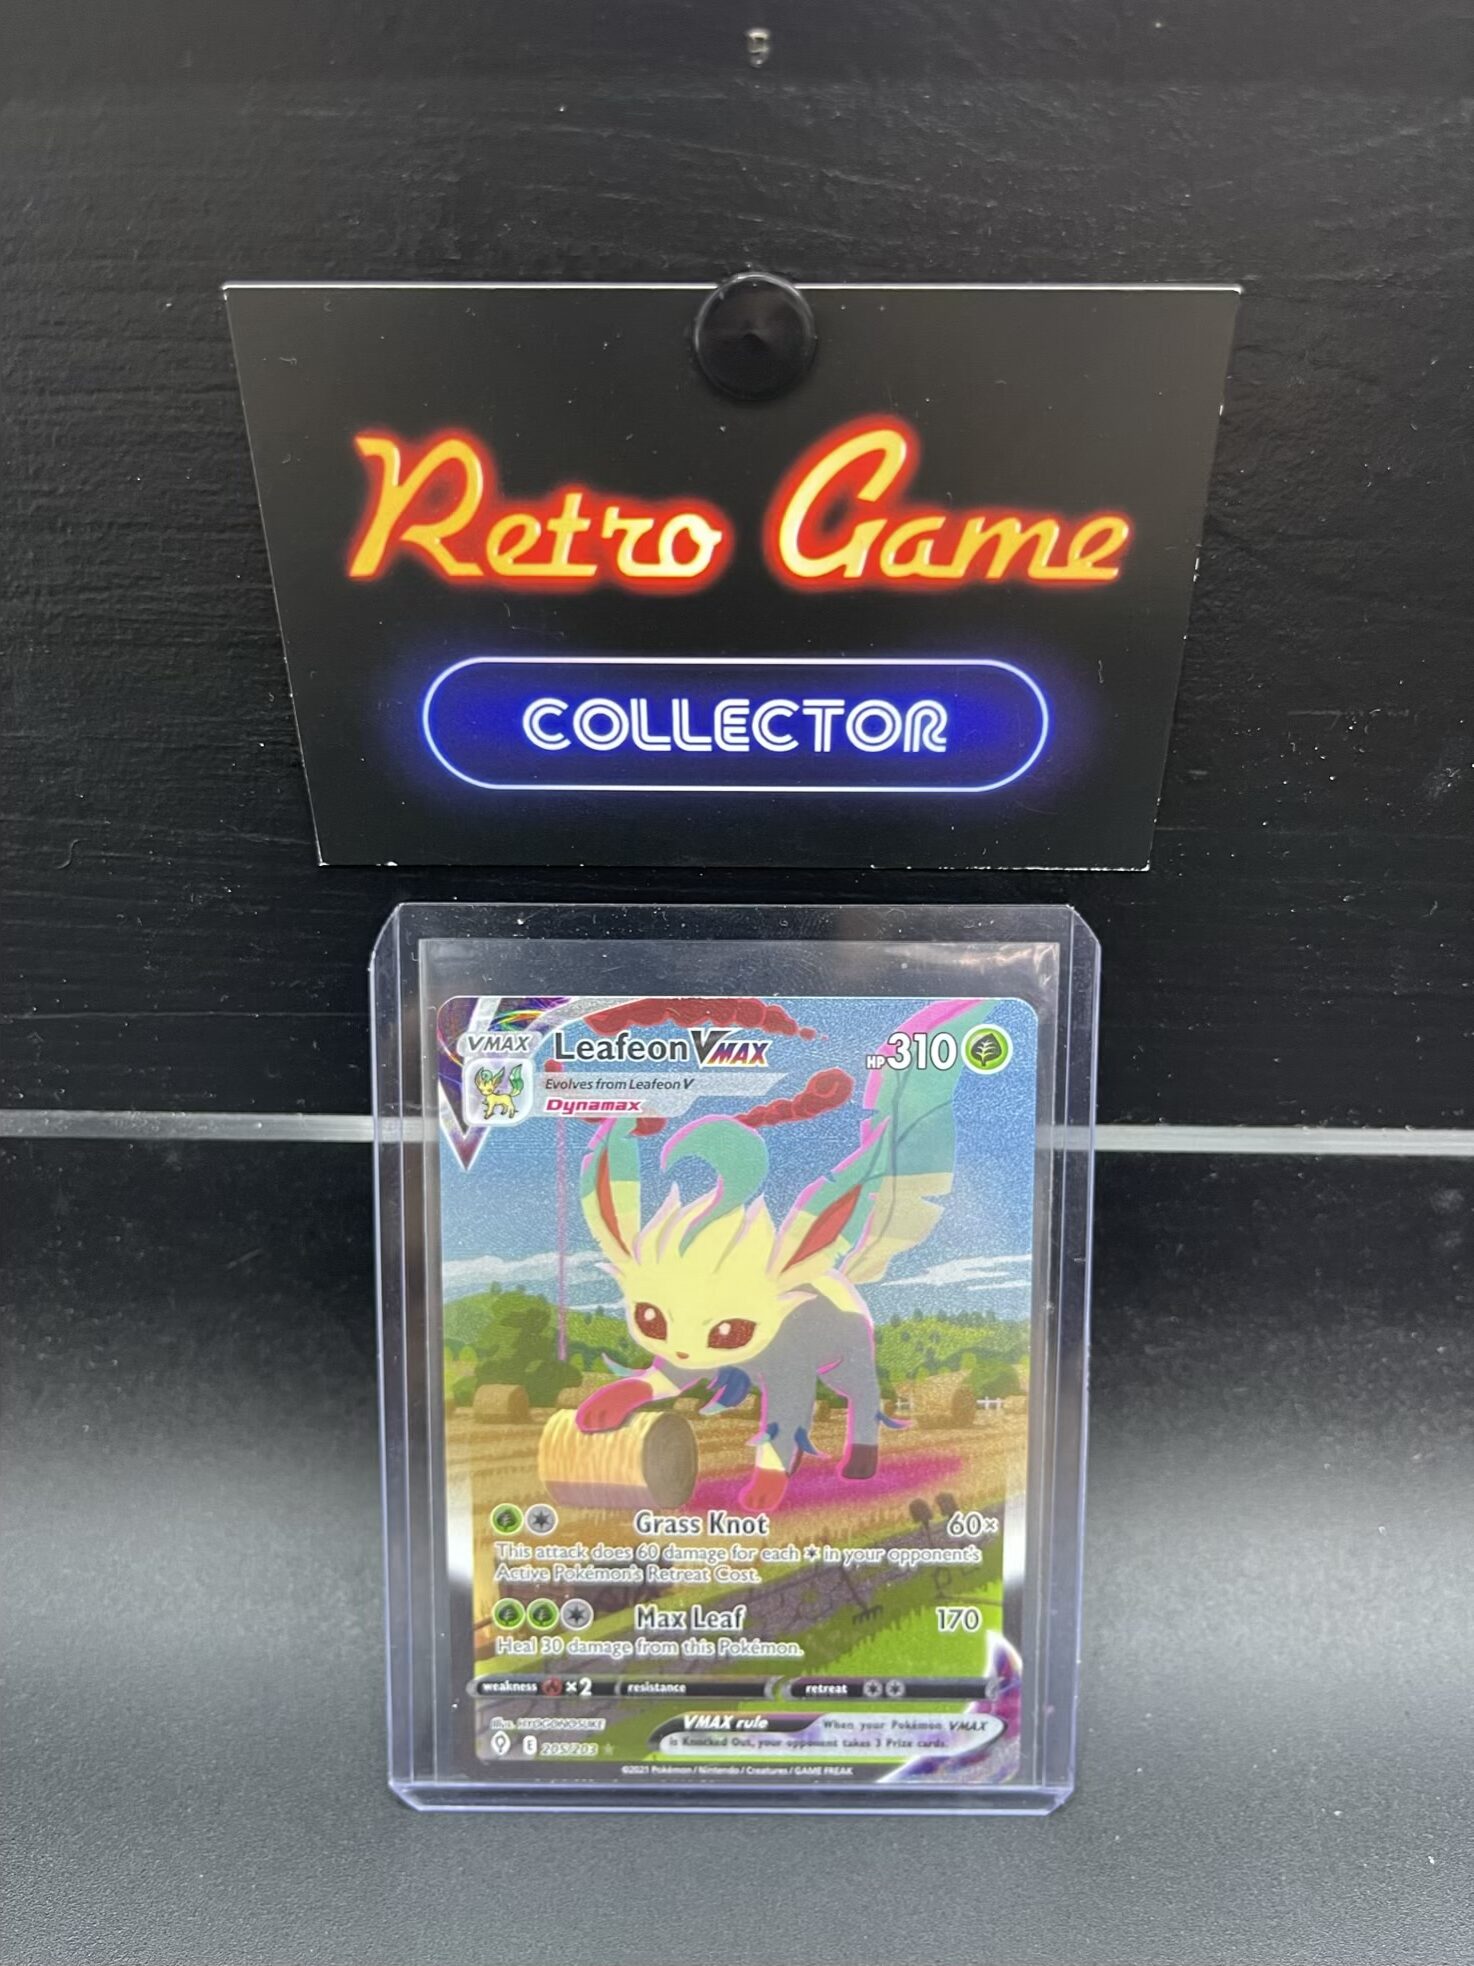 Retro Game
COLLECTOR
VMAX Leafeon VMAX HP310
Evolves from Leafeon V
Dynamax
Grass Knot 60×
This attack does 60 damage for each in your opponent's
Active Pokémon's Retreat Cost.
Max Leaf 170
Heal 30 damage from this Pokémon.
weakness ×2 resistance retreat
Illus. HYOGONOSUKE
VMAX rule When your Pokémon VMAX
is Knocked Out, your opponent takes 3 Prize cards.
E 205/203
©2021 Pokémon / Nintendo / Creatures / GAME FREAK